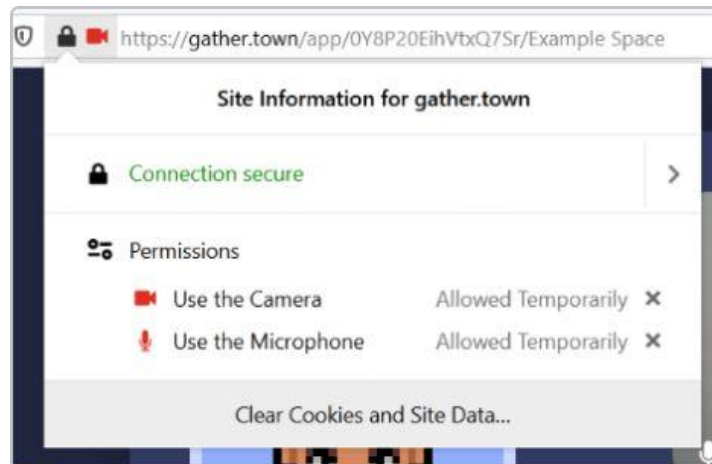 https://gather.town/app/0Y8P20EihVtxQ7Sr/Example Space
Site Information for gather.town
Connection secure
Permissions
Use the Camera Allowed Temporarily
Use the Microphone Allowed Temporarily
Clear Cookies and Site Data...